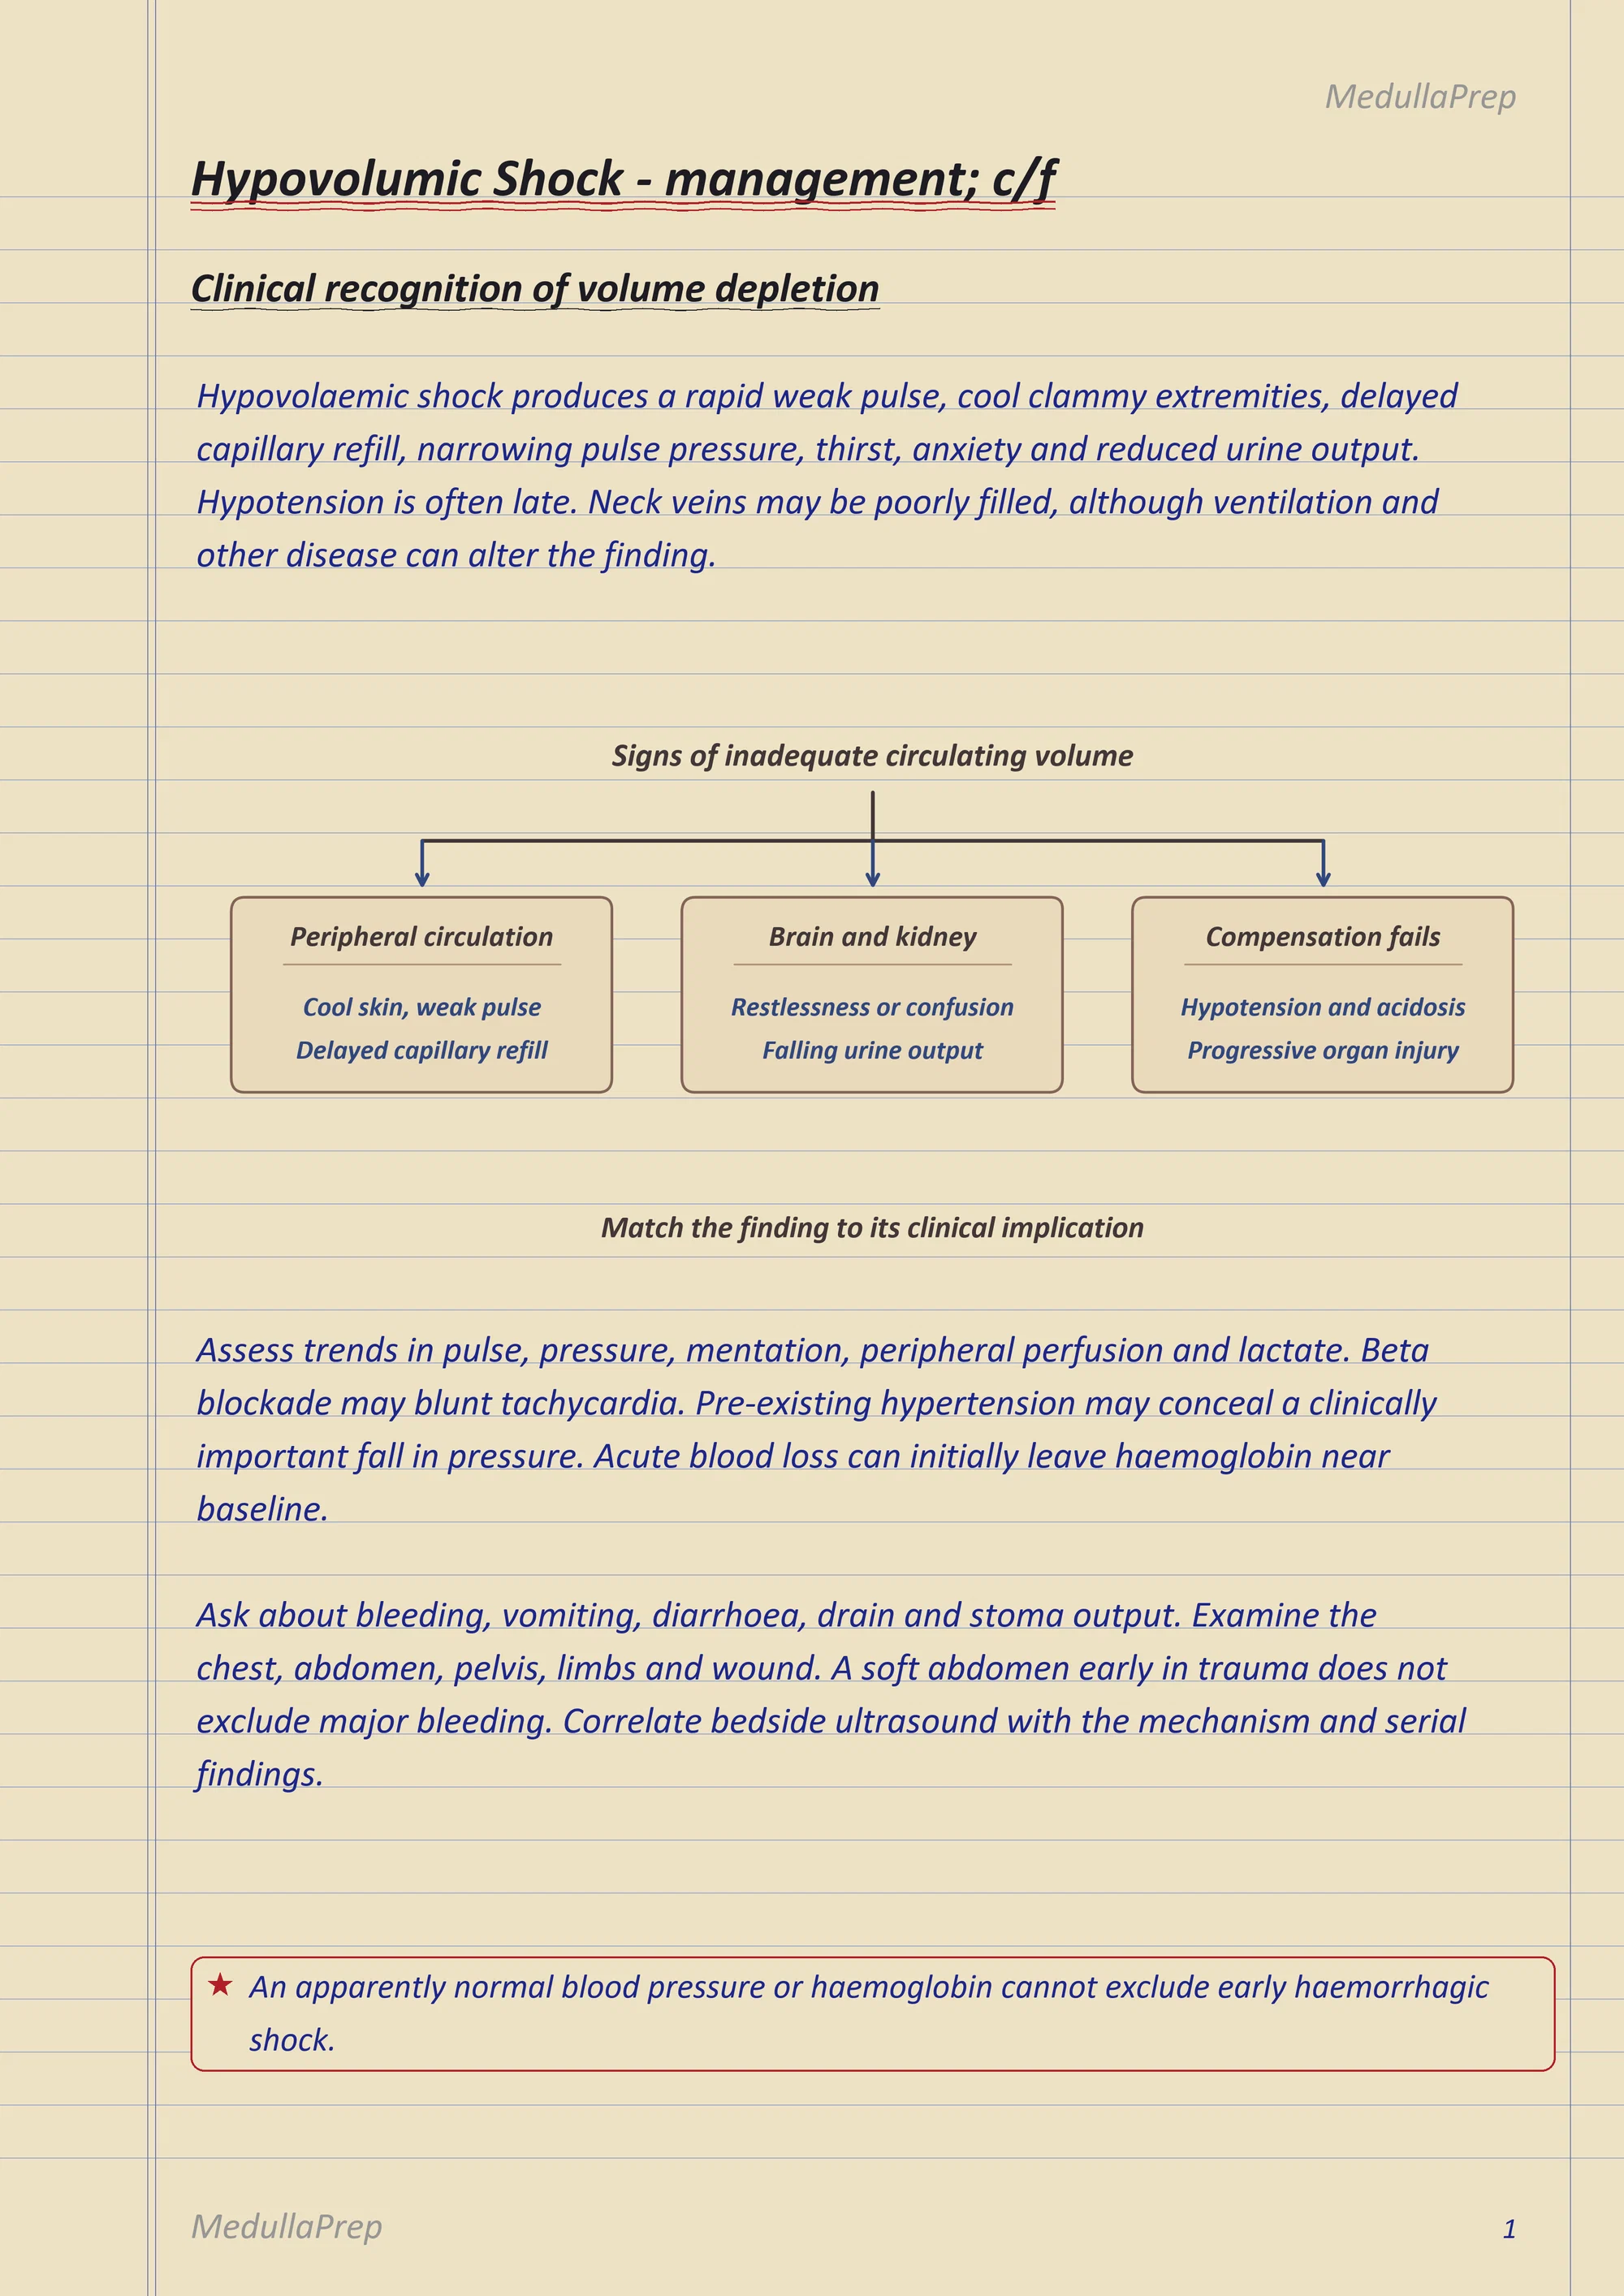 MedullaPrep
Hypovolumic Shock - management; c/f
Clinical recognition of volume depletion
Hypovolaemic shock produces a rapid weak pulse, cool clammy extremities, delayed
capillary refill, narrowing pulse pressure, thirst, anxiety and reduced urine output.
Hypotension is often late. Neck veins may be poorly filled, although ventilation and
other disease can alter the finding.
Signs of inadequate circulating volume
Peripheral circulation
Cool skin, weak pulse
Delayed capillary refill
Brain and kidney
Restlessness or confusion
Falling urine output
Compensation fails
Hypotension and acidosis
Progressive organ injury
Match the finding to its clinical implication
Assess trends in pulse, pressure, mentation, peripheral perfusion and lactate. Beta
blockade may blunt tachycardia. Pre-existing hypertension may conceal a clinically
important fall in pressure. Acute blood loss can initially leave haemoglobin near
baseline.
Ask about bleeding, vomiting, diarrhoea, drain and stoma output. Examine the
chest, abdomen, pelvis, limbs and wound. A soft abdomen early in trauma does not
exclude major bleeding. Correlate bedside ultrasound with the mechanism and serial
findings.
★ An apparently normal blood pressure or haemoglobin cannot exclude early haemorrhagic
shock.
MedullaPrep
1